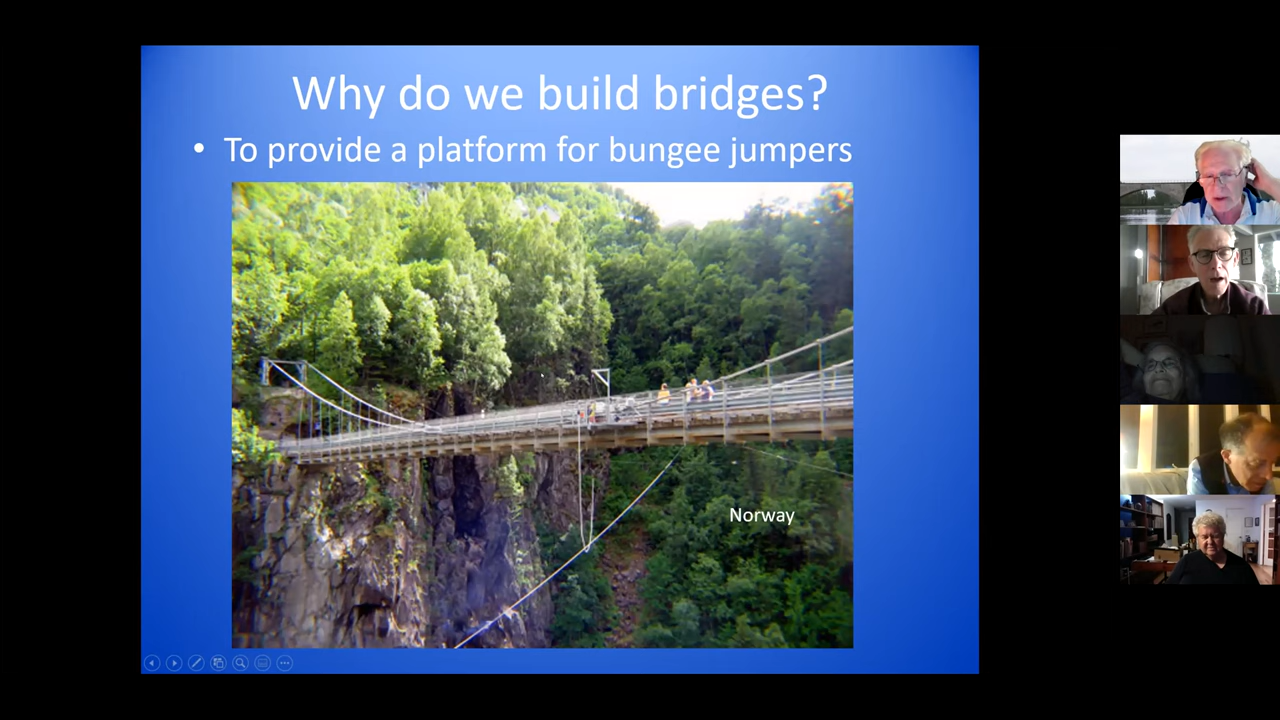 Why do we build bridges?
• To provide a platform for bungee jumpers
Norway